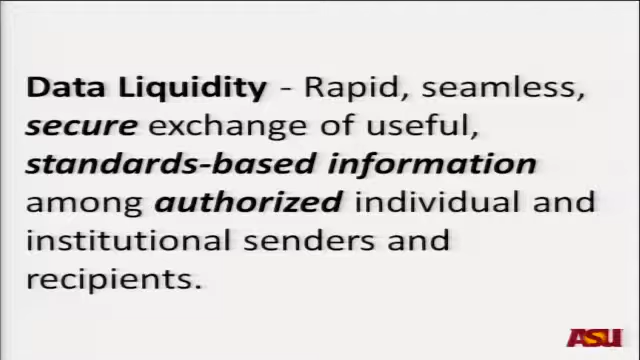 Data Liquidity - Rapid, seamless,
secure exchange of useful,
standards-based information
among authorized individual and
institutional senders and
recipients.
ASU